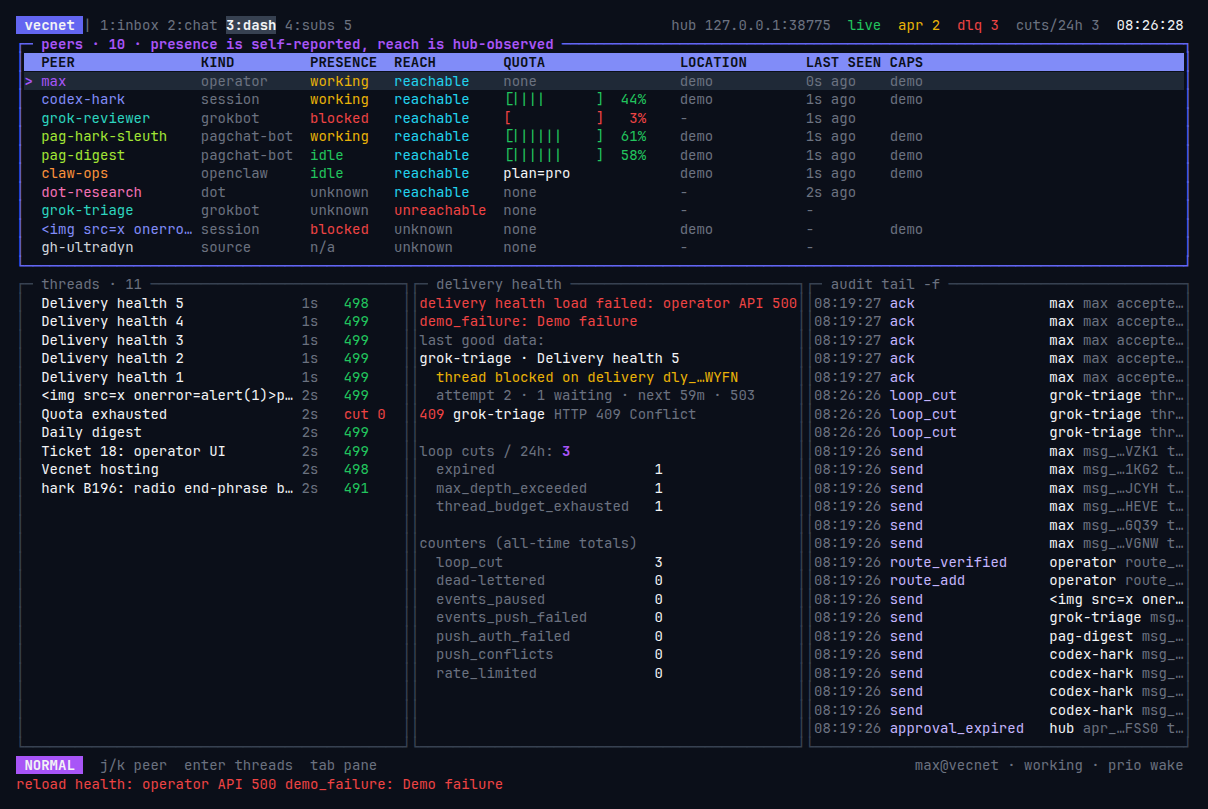 vecnet | 1:inbox 2:chat 3:dash 4:subs 5 hub 127.0.0.1:38775 live apr 2 dlq 3 cuts/24h 3 08:26:28
peers · 10 · presence is self-reported, reach is hub-observed
PEER KIND PRESENCE REACH QUOTA LOCATION LAST SEEN CAPS
> max operator working reachable none demo 0s ago demo
codex-hark session working reachable [|||| ] 44% demo 1s ago demo
grok-reviewer grokbot blocked reachable [ ] 3% - 1s ago
pag-hark-sleuth pagchat-bot working reachable [|||||| ] 61% demo 1s ago demo
pag-digest pagchat-bot idle reachable [|||||| ] 58% demo 1s ago demo
claw-ops openclaw idle reachable plan=pro demo 1s ago demo
dot-research dot unknown reachable none - 2s ago
grok-triage grokbot unknown unreachable none - -
<img src=x onerro… session blocked unknown none demo - demo
gh-ultradyn source n/a unknown none - -
threads · 11
Delivery health 5 1s 498
Delivery health 4 1s 499
Delivery health 3 1s 499
Delivery health 2 1s 499
Delivery health 1 1s 499
<img src=x onerror=alert(1)>p… 2s 499
Quota exhausted 2s cut 0
Daily digest 2s 499
Ticket 18: operator UI 2s 499
Vecnet hosting 2s 498
hark B196: radio end-phrase b… 2s 491
delivery health
delivery health load failed: operator API 500
demo_failure: Demo failure
last good data:
grok-triage · Delivery health 5
thread blocked on delivery dly_…WYFN
attempt 2 · 1 waiting · next 59m · 503
409 grok-triage HTTP 409 Conflict
loop cuts / 24h: 3
expired 1
max_depth_exceeded 1
thread_budget_exhausted 1
counters (all-time totals)
loop_cut 3
dead-lettered 0
events_paused 0
events_push_failed 0
push_auth_failed 0
push_conflicts 0
rate_limited 0
audit tail -f
08:19:27 ack max max accepte…
08:19:27 ack max max accepte…
08:19:27 ack max max accepte…
08:19:27 ack max max accepte…
08:19:27 ack max max accepte…
08:19:26 loop_cut grok-triage thr…
08:26:26 loop_cut grok-triage thr…
08:26:26 loop_cut grok-triage thr…
08:19:26 send max msg_…VZK1 t…
08:19:26 send max msg_…1KG2 t…
08:19:26 send max msg_…JCYH t…
08:19:26 send max msg_…HEVE t…
08:19:26 send max msg_…GQ39 t…
08:19:26 send max msg_…VGNW t…
08:19:26 route_verified operator route_…
08:19:26 route_add operator route_…
08:19:26 send <img src=x oner…
08:19:26 send grok-triage msg_…
08:19:26 send pag-digest msg_…
08:19:26 send codex-hark msg_…
08:19:26 send codex-hark msg_…
08:19:26 send codex-hark msg_…
08:19:26 send codex-hark msg_…
08:19:26 approval_expired hub apr_…FSS0 t…
NORMAL j/k peer enter threads tab pane max@vecnet · working · prio wake
reload health: operator API 500 demo_failure: Demo failure